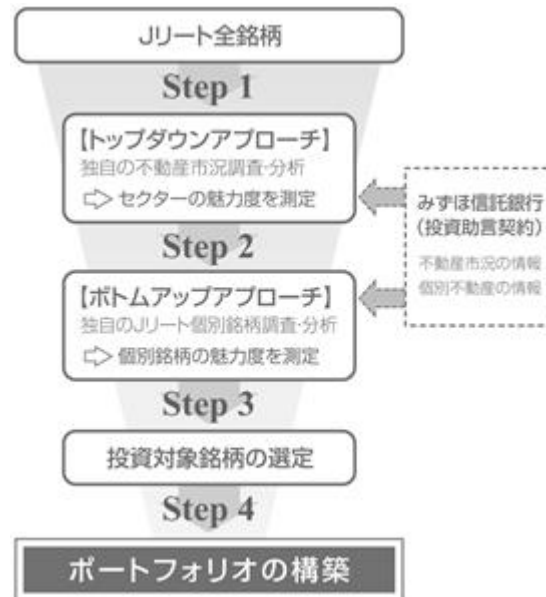 Jリート全銘柄
Step 1
【トップダウンアプローチ】
独自の不動産市況調査・分析
⇨ セクターの魅力度を測定
みずほ信託銀行
(投資助言契約)
不動産市況の情報
個別不動産の情報
Step 2
【ボトムアップアプローチ】
独自のJリート個別銘柄調査・分析
⇨ 個別銘柄の魅力度を測定
Step 3
投資対象銘柄の選定
Step 4
ポートフォリオの構築